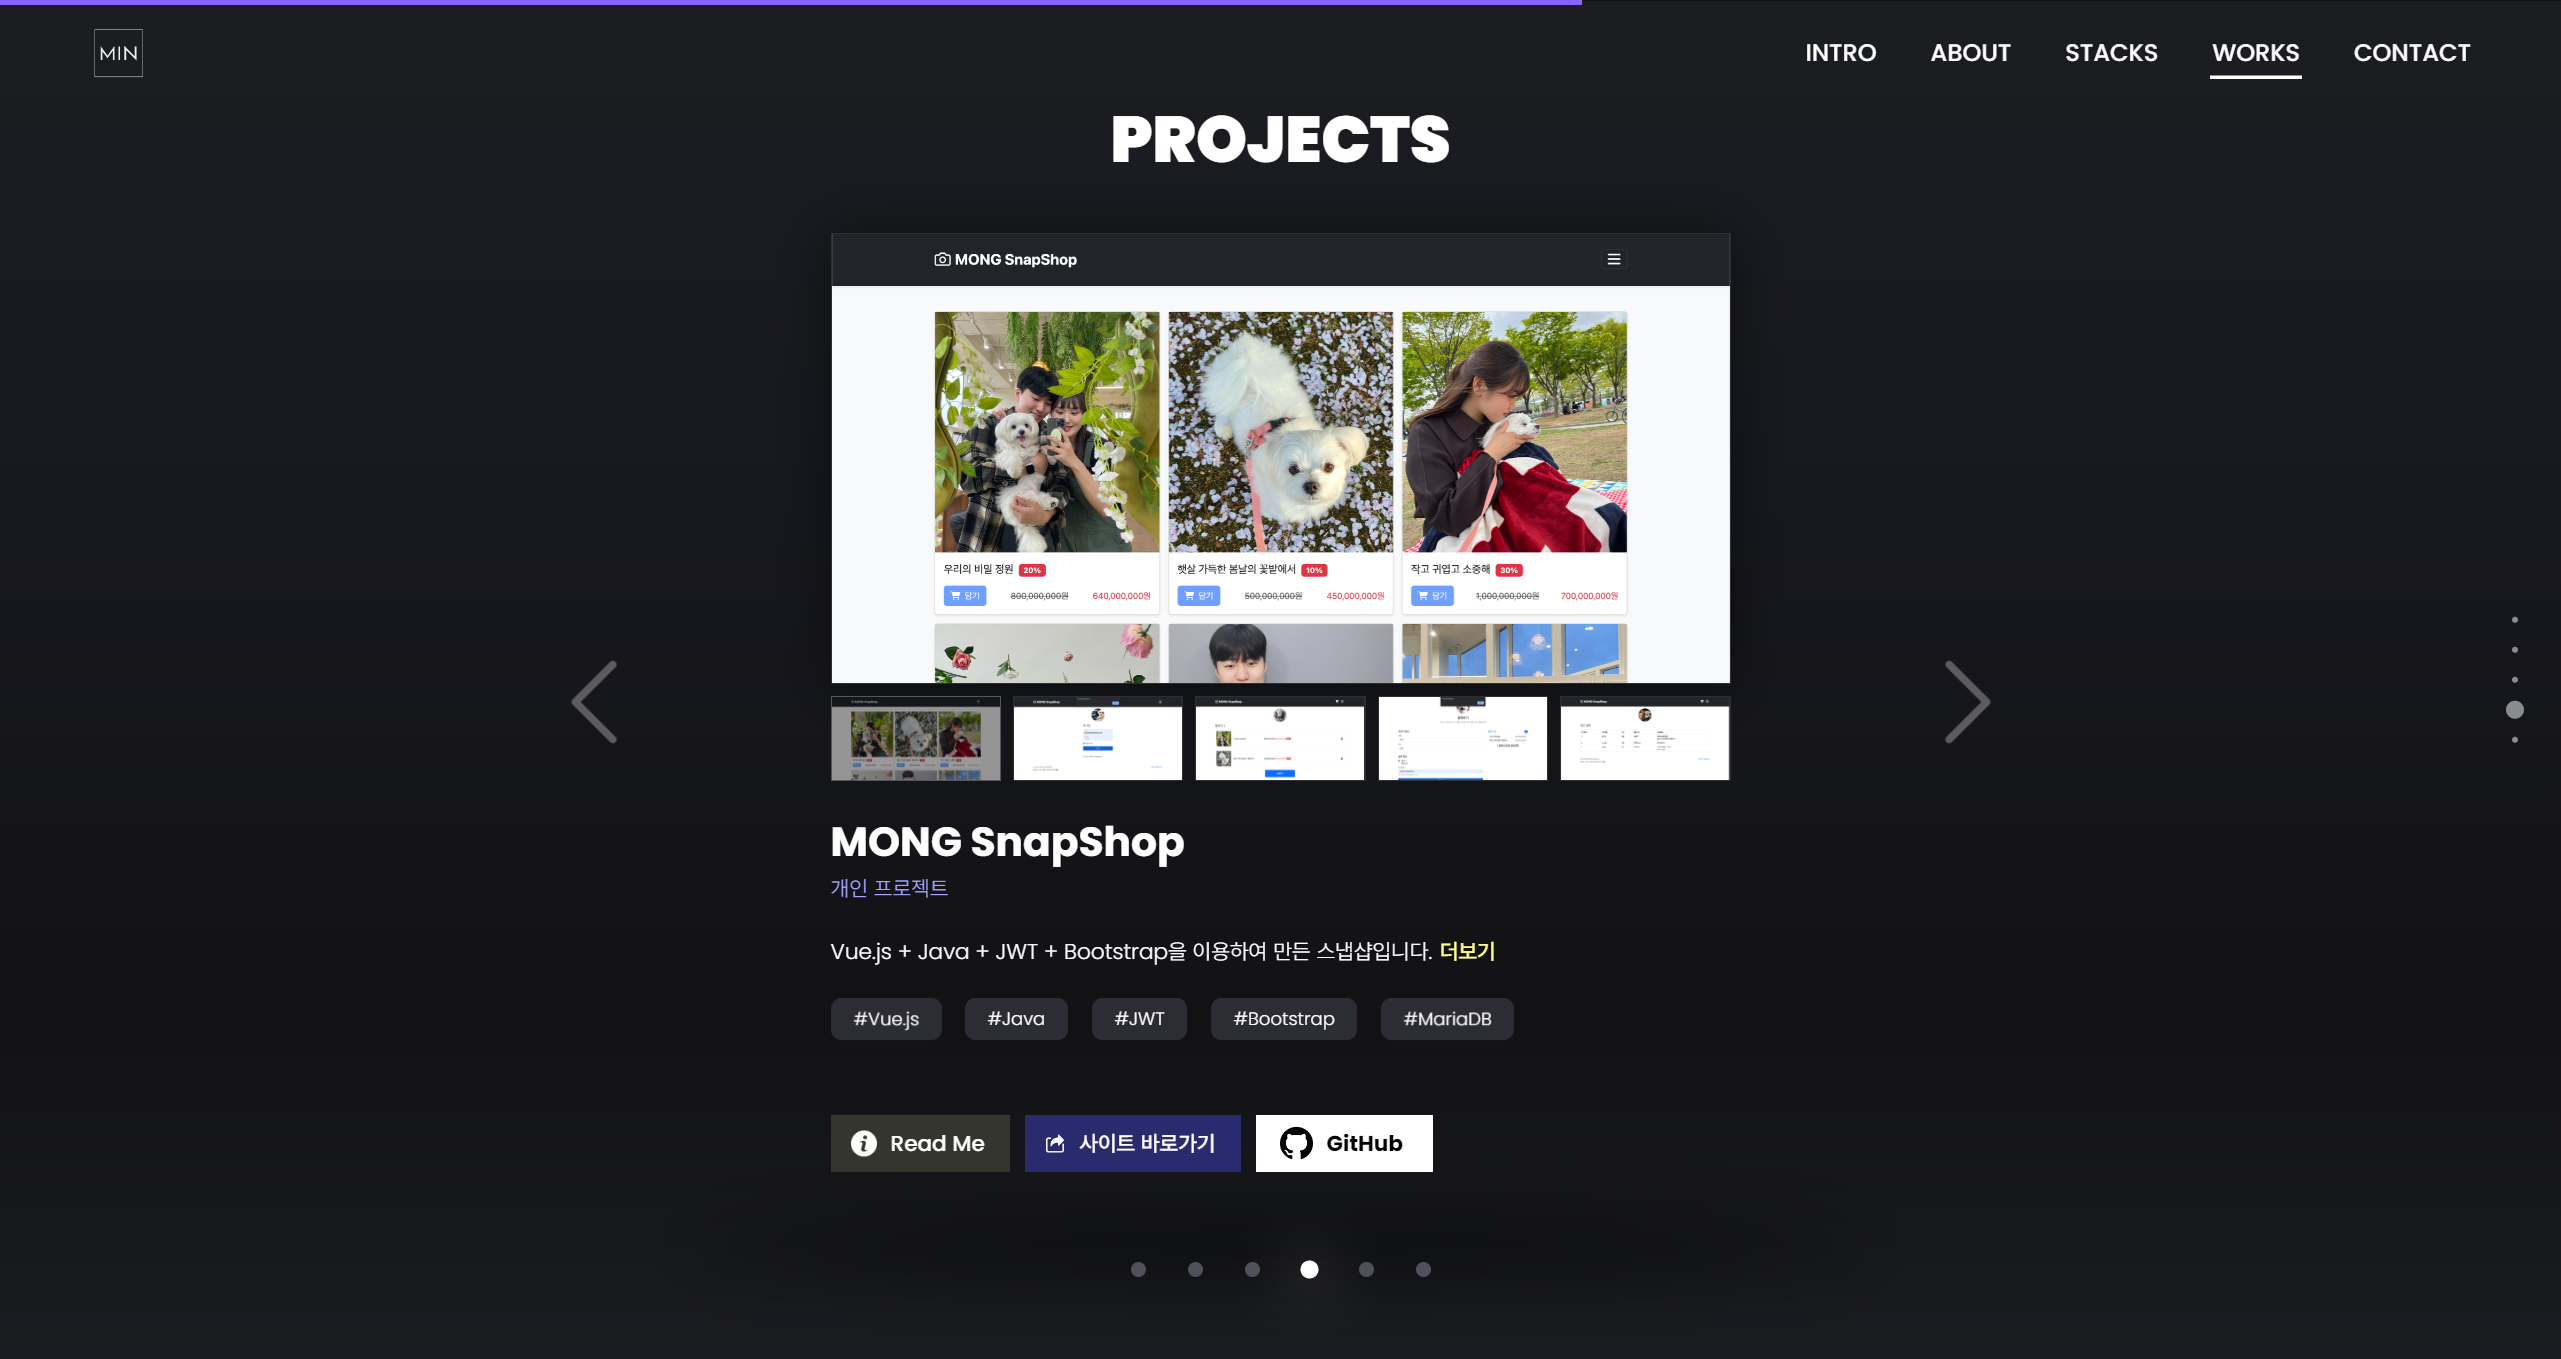 MIN
INTRO ABOUT STACKS WORKS CONTACT
PROJECTS
MONG SnapShop
우리의 비밀 정원 20%
담기 800,000,000원 640,000,000원
햇살 가득한 봄날의 꽃밭에서 10%
담기 500,000,000원 450,000,000원
작고 귀엽고 소중해 30%
담기 1,000,000,000원 700,000,000원
MONG SnapShop
개인 프로젝트
Vue.js + Java + JWT + Bootstrap을 이용하여 만든 스냅샵입니다. 더보기
#Vue.js #Java #JWT #Bootstrap #MariaDB
Read Me 사이트 바로가기 GitHub